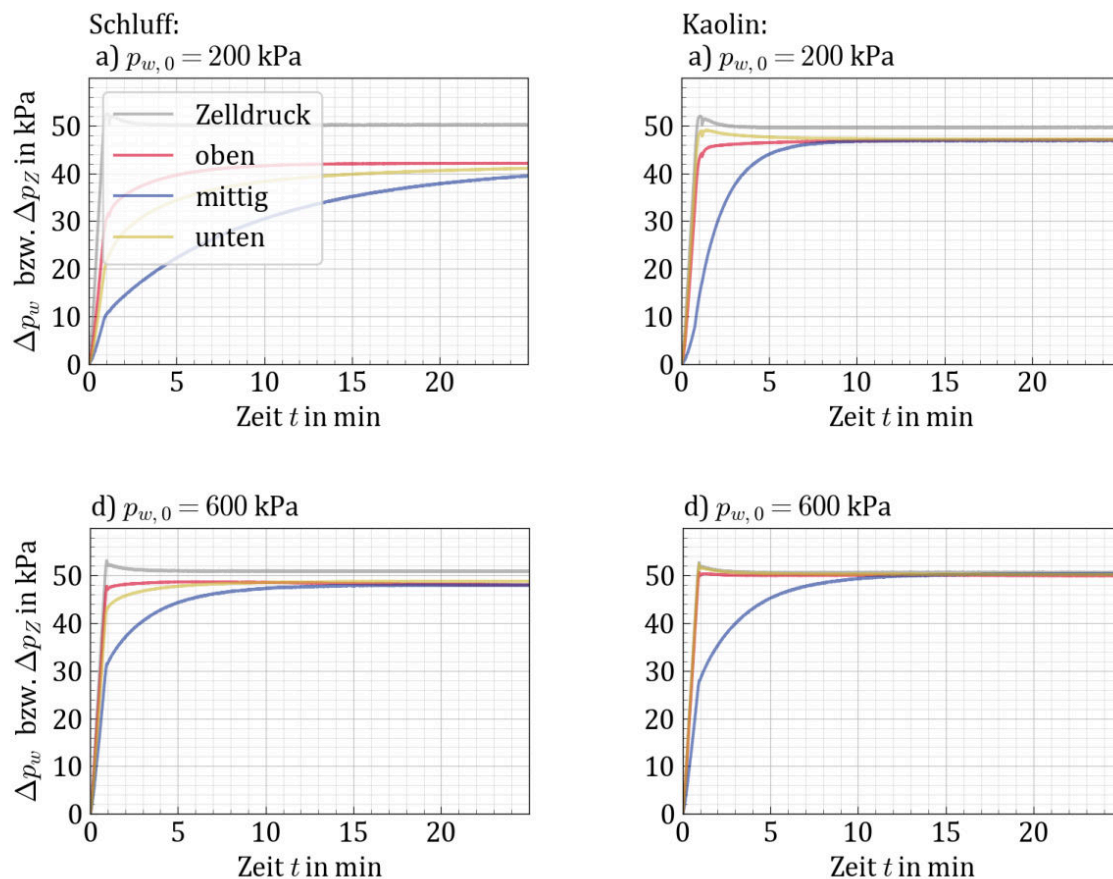 Schluff:
a) p_w,0 = 200 kPa
Δp_w bzw. Δp_Z in kPa
50
40
30
20
10
0
Zelldruck
oben
mittig
unten
0 5 10 15 20
Zeit t in min
Kaolin:
a) p_w,0 = 200 kPa
50
40
30
20
10
0
0 5 10 15 20
Zeit t in min
d) p_w,0 = 600 kPa
Δp_w bzw. Δp_Z in kPa
50
40
30
20
10
0
0 5 10 15 20
Zeit t in min
d) p_w,0 = 600 kPa
50
40
30
20
10
0
0 5 10 15 20
Zeit t in min